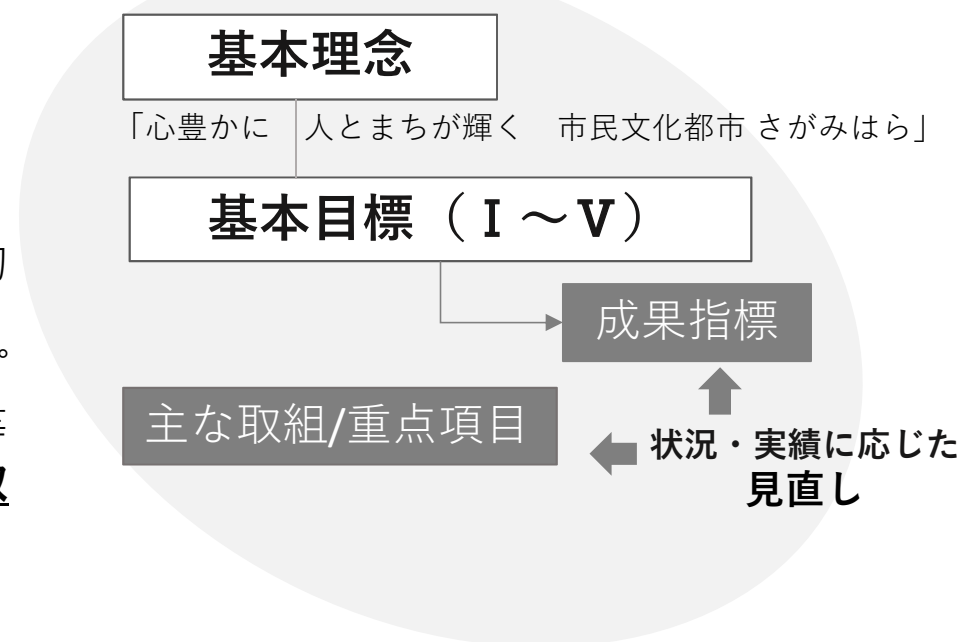 基本理念
「心豊かに　人とまちが輝く　市民文化都市 さがみはら」
基本目標（Ⅰ～Ⅴ）
成果指標
主な取組/重点項目
状況・実績に応じた
見直し
。